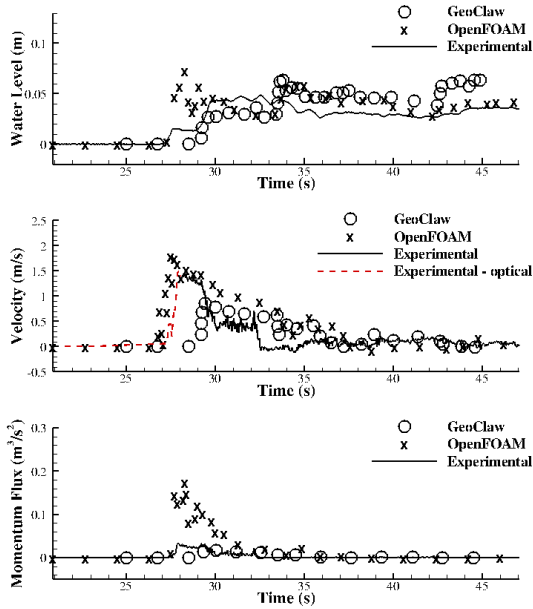 GeoClaw
OpenFOAM
Experimental
Water Level (m)
0.1
0.05
0
25 30 35 40 45
Time (s)
GeoClaw
OpenFOAM
Experimental
Experimental - optical
Velocity (m/s)
2.5
2
1.5
1
0.5
0
-0.5
25 30 35 40 45
Time (s)
GeoClaw
OpenFOAM
Experimental
Momentum Flux (m³/s²)
0.3
0.2
0.1
0
25 30 35 40 45
Time (s)